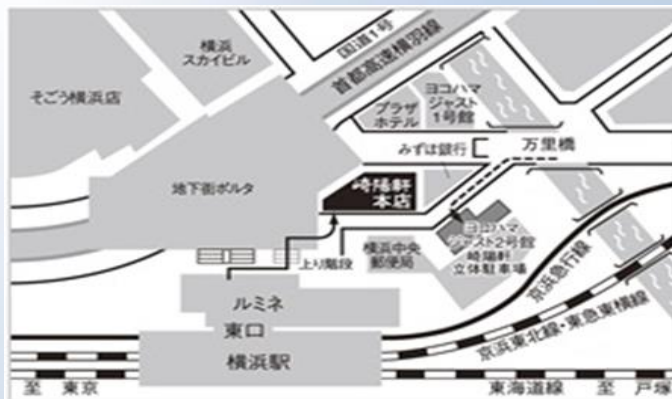 国道1号
首都高速横羽線
横浜
スカイビル
そごう横浜店
プラザ
ホテル
ヨコハマ
ジャスト
1号館
みずほ銀行
万里橋
地下街ポルタ
崎陽軒
本店
上り階段
横浜中央
郵便局
ヨコハマ
ジャスト2号館
崎陽軒
立体駐車場
京浜急行線
京浜東北線・東急東横線
ルミネ
東口
横浜駅
至 東京
東海道線
至 戸塚